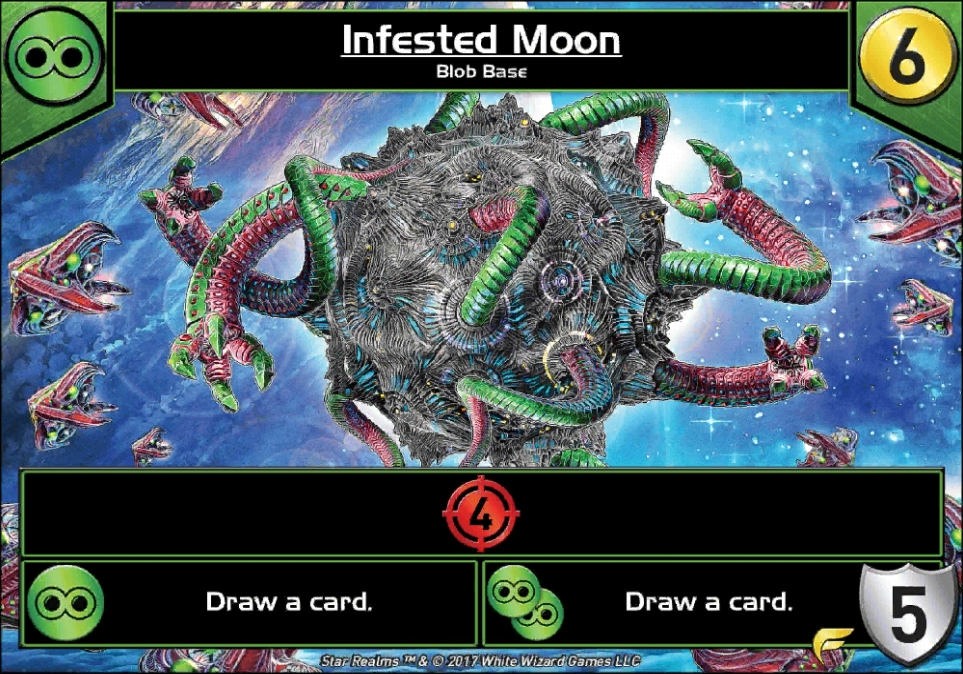 Infested Moon
6
Blob Base
4
Draw a card.
Draw a card.
5
Star Realms ™ & © 2017 White Wizard Games LLC